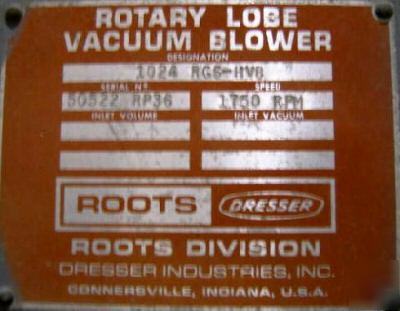 ROTARY LOBE
VACUUM BLOWER
DESIGNATION
1024 RGS-HVB
SERIAL Nº SPEED
50522 RP36 1750 RPM
INLET VOLUME INLET VACUUM
ROOTS DRESSER
ROOTS DIVISION
DRESSER INDUSTRIES, INC.
CONNERSVILLE, INDIANA, U.S.A.